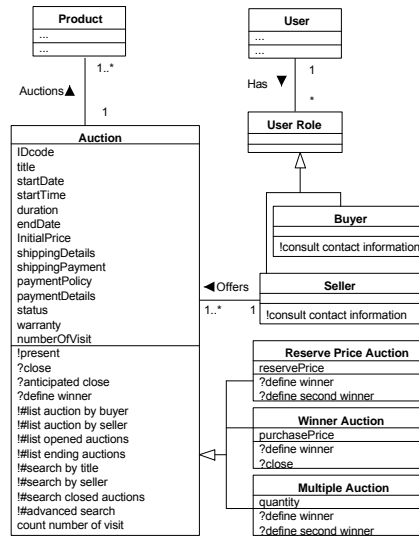 Product
...
...
User
...
...
1..*
Auctions▲
1
1
Has ▼
*
User Role
Auction
IDcode
title
startDate
startTime
duration
endDate
InitialPrice
shippingDetails
shippingPayment
paymentPolicy
paymentDetails
status
warranty
numberOfVisit
!present
?close
?anticipated close
?define winner
!#list auction by buyer
!#list auction by seller
!#list opened auctions
!#list ending auctions
!#search by title
!#search by seller
!#search closed auctions
!#advanced search
count number of visit
Buyer
!consult contact information
◄Offers
1..*
1
Seller
!consult contact information
Reserve Price Auction
reservePrice
?define winner
?define second winner
Winner Auction
purchasePrice
?define winner
?close
Multiple Auction
quantity
?define winner
?define second winner